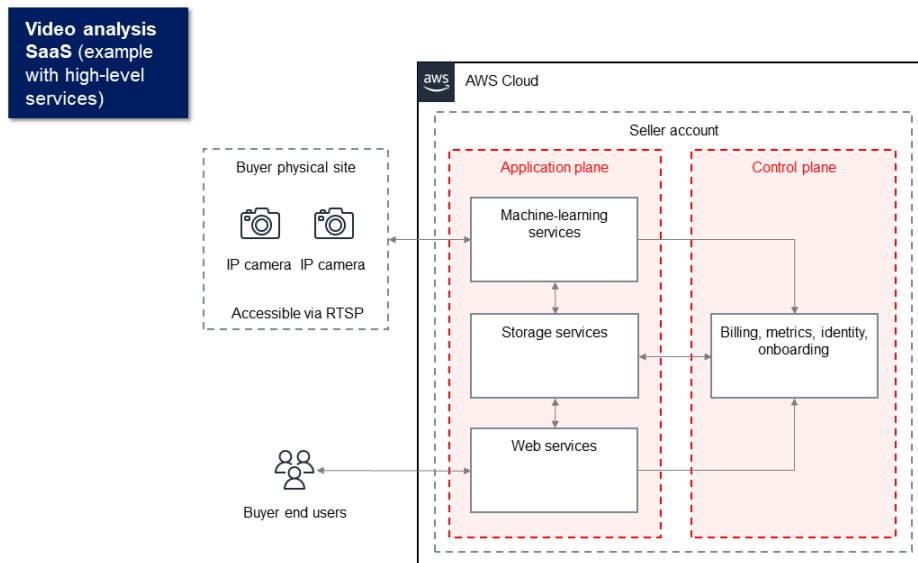 Video analysis
SaaS (example
with high-level
services)
aws
AWS Cloud
Seller account
Buyer physical site
IP camera
IP camera
Accessible via RTSP
Application plane
Machine-learning
services
Storage services
Web services
Control plane
Billing, metrics, identity,
onboarding
Buyer end users